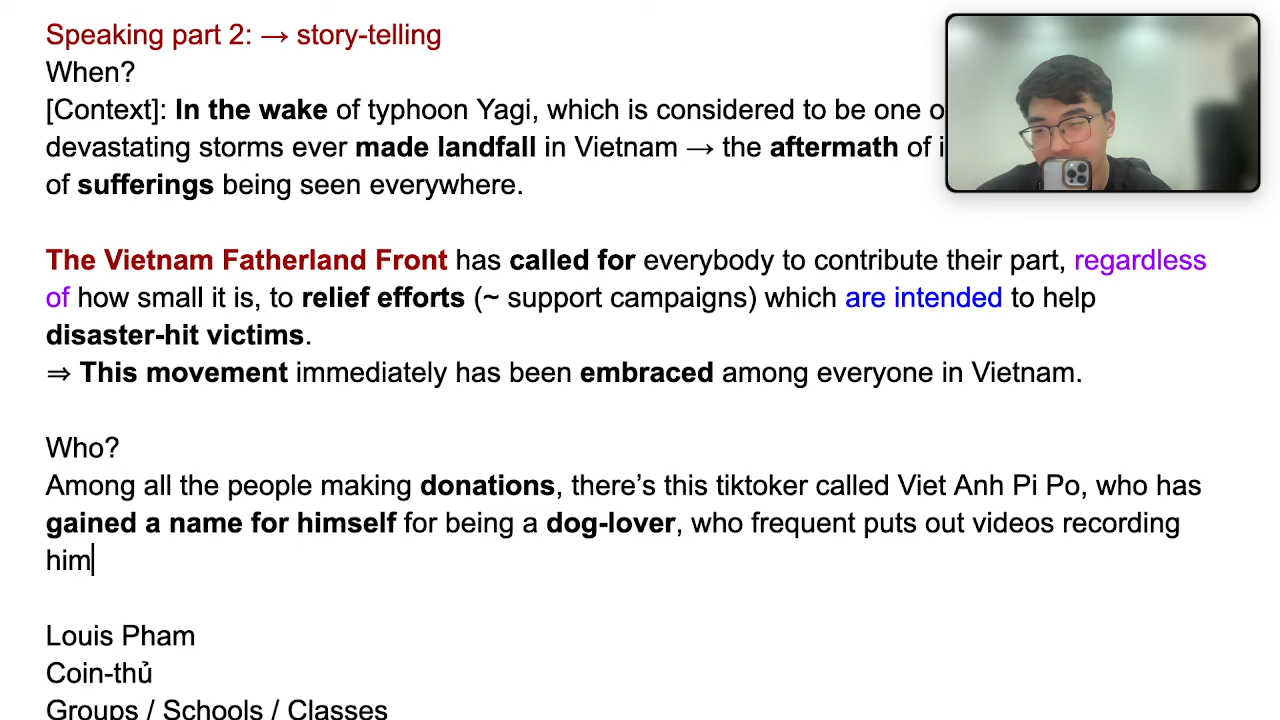 Speaking part 2: → story-telling
When?
[Context]: In the wake of typhoon Yagi, which is considered to be one
devastating storms ever made landfall in Vietnam → the aftermath of
of sufferings being seen everywhere.
The Vietnam Fatherland Front has called for everybody to contribute their part, regardless
of how small it is, to relief efforts (~ support campaigns) which are intended to help
disaster-hit victims.
⇒ This movement immediately has been embraced among everyone in Vietnam.
Who?
Among all the people making donations, there’s this tiktoker called Viet Anh Pi Po, who has
gained a name for himself for being a dog-lover, who frequent puts out videos recording
him
Louis Pham
Coin-thủ
Groups / Schools / Classes